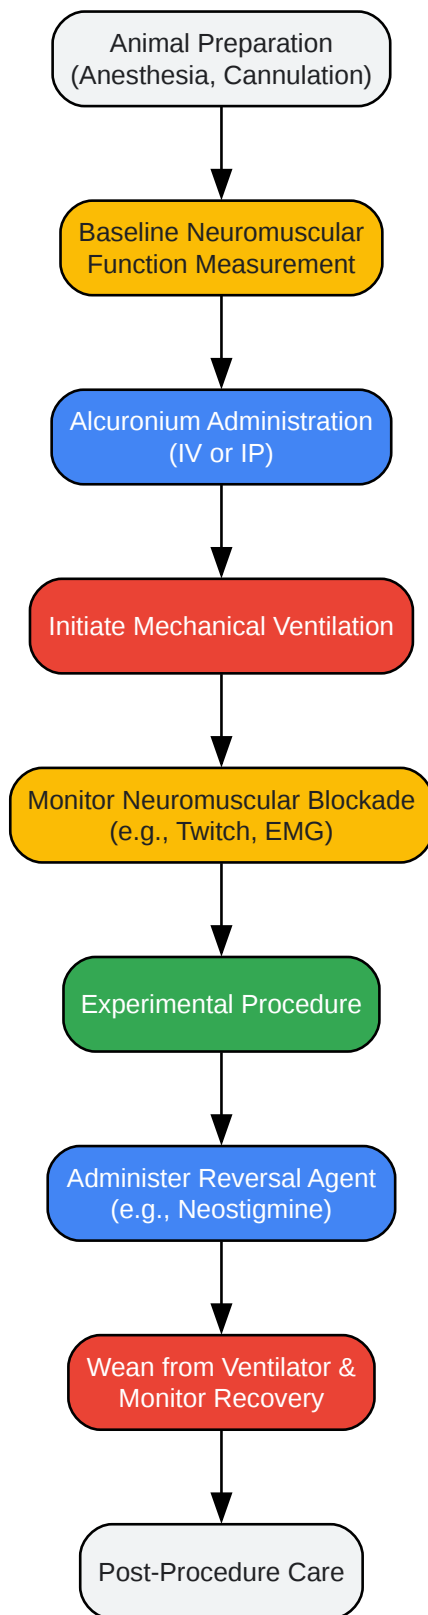 Animal Preparation
(Anesthesia, Cannulation)
Baseline Neuromuscular
Function Measurement
Alcuronium Administration
(IV or IP)
Initiate Mechanical Ventilation
Monitor Neuromuscular Blockade
(e.g., Twitch, EMG)
Experimental Procedure
Administer Reversal Agent
(e.g., Neostigmine)
Wean from Ventilator &
Monitor Recovery
Post-Procedure Care